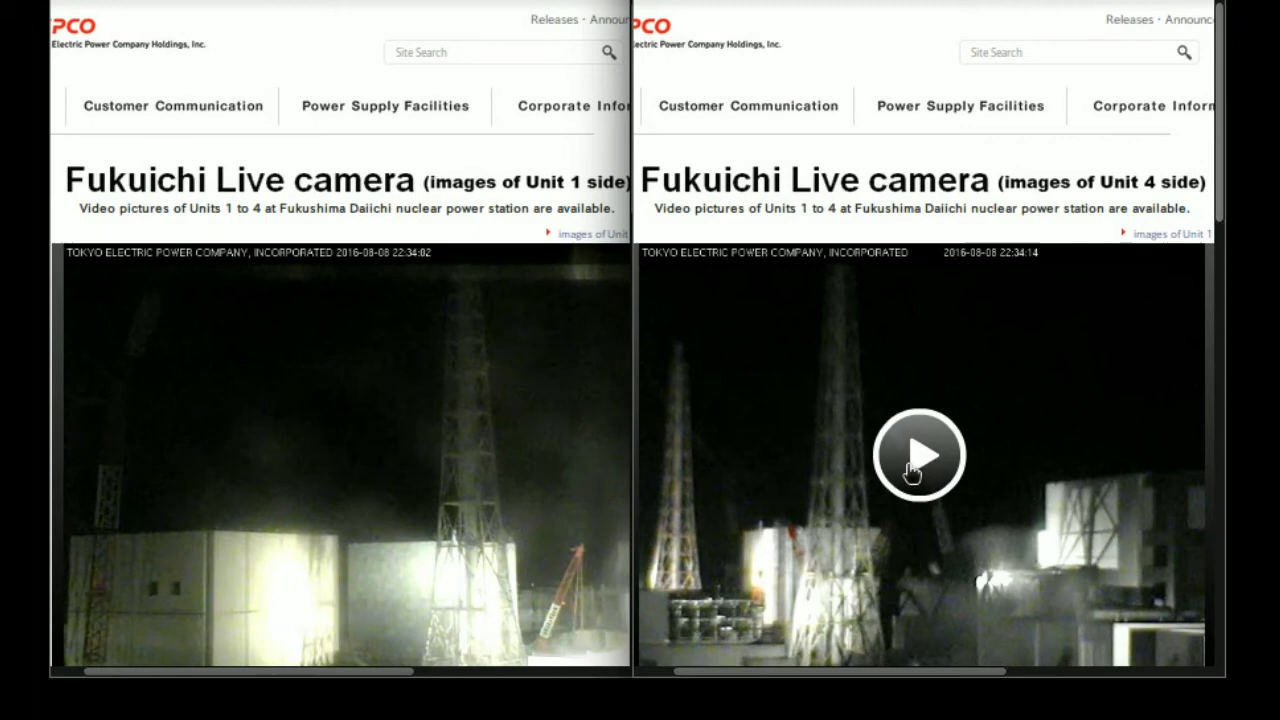 PCO
Electric Power Company Holdings, Inc.
Releases · Announ
Site Search
Customer Communication
Power Supply Facilities
Corporate Infor
Fukuichi Live camera (images of Unit 1 side)
Video pictures of Units 1 to 4 at Fukushima Daiichi nuclear power station are available.
images of Unit
TOKYO ELECTRIC POWER COMPANY, INCORPORATED 2016-08-08 22:34:02
PCO
lectric Power Company Holdings, Inc.
Releases · Announc
Site Search
Customer Communication
Power Supply Facilities
Corporate Inforn
Fukuichi Live camera (images of Unit 4 side)
Video pictures of Units 1 to 4 at Fukushima Daiichi nuclear power station are available.
images of Unit 1
TOKYO ELECTRIC POWER COMPANY, INCORPORATED 2016-08-08 22:34:14